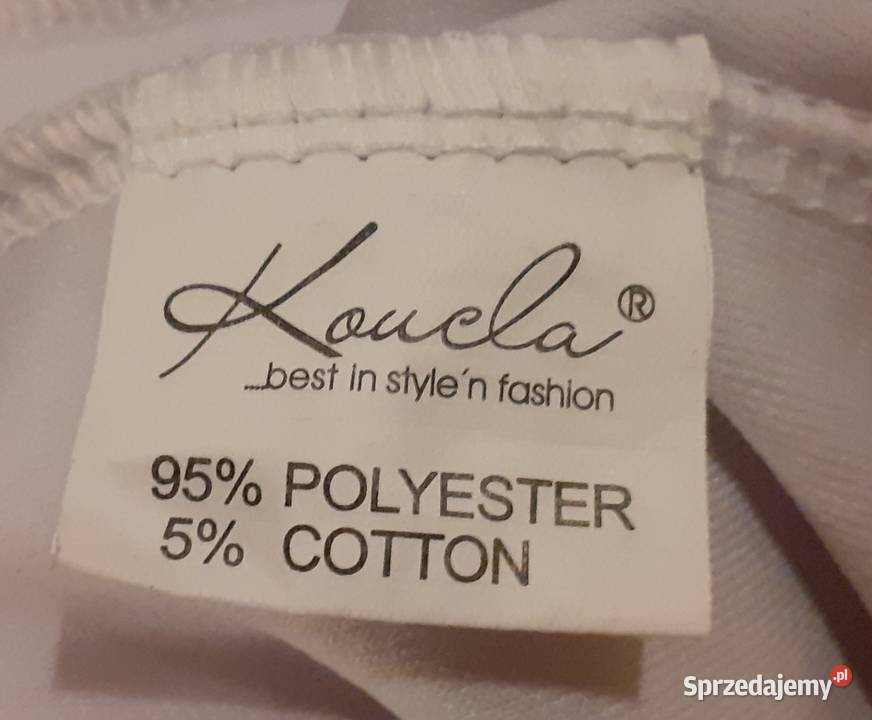 Koucla®
....best in style'n fashion
95% POLYESTER
5% COTTON
Sprzedajemy.pl